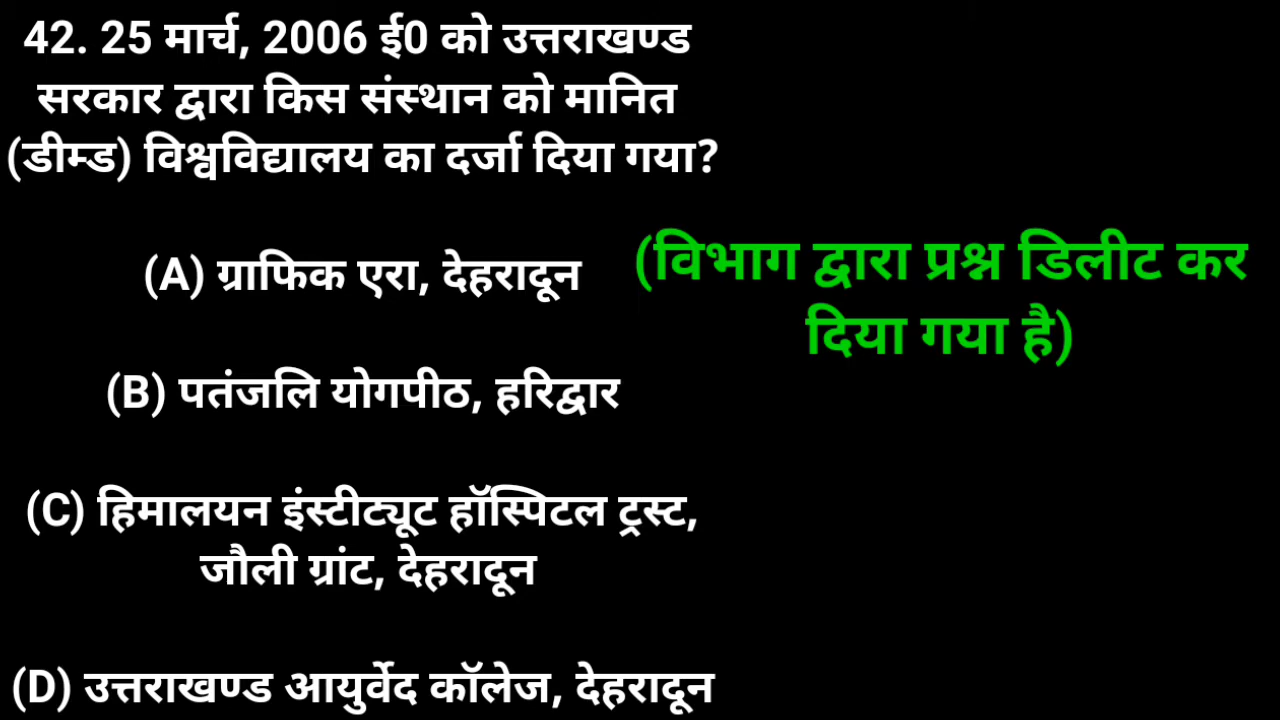 42. 25 मार्च, 2006 ई0 को उत्तराखण्ड
सरकार द्वारा किस संस्थान को मानित
(डीम्ड) विश्वविद्यालय का दर्जा दिया गया?
(A) ग्राफिक एरा, देहरादून
(B) पतंजलि योगपीठ, हरिद्वार
(C) हिमालयन इंस्टीट्यूट हॉस्पिटल ट्रस्ट,
जौली ग्रांट, देहरादून
(D) उत्तराखण्ड आयुर्वेद कॉलेज, देहरादून
(विभाग द्वारा प्रश्न डिलीट कर
दिया गया है)